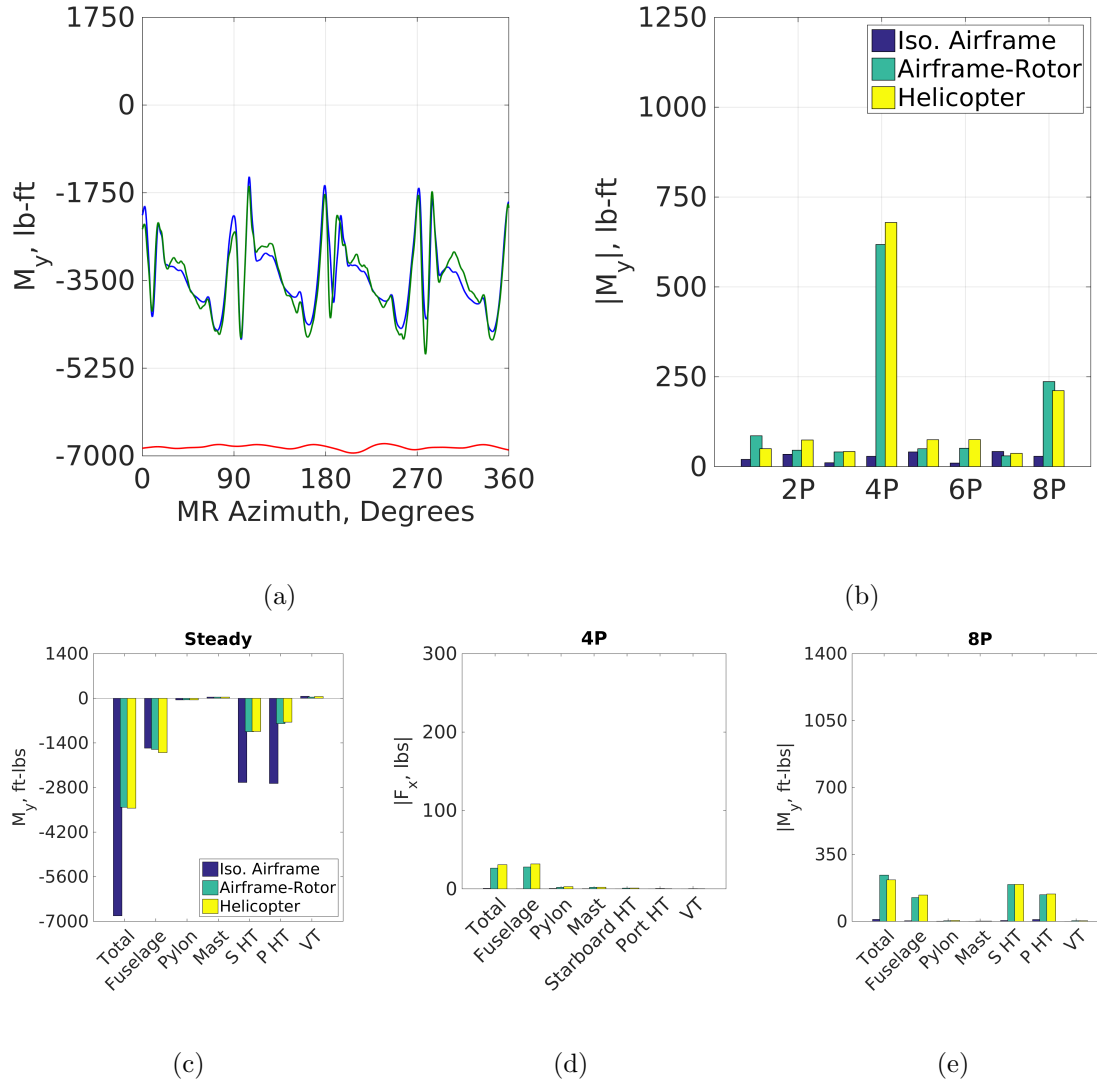 1750
0
-1750
-3500
-5250
-7000
M_y, lb-ft
0 90 180 270 360
MR Azimuth, Degrees
(a)
1250
1000
750
500
250
0
|M_y|, lb-ft
Iso. Airframe
Airframe-Rotor
Helicopter
2P 4P 6P 8P
(b)
Steady
1400
0
-1400
-2800
-4200
-5600
-7000
M_y, ft-lbs
Iso. Airframe
Airframe-Rotor
Helicopter
Total Fuselage Pylon Mast S HT P HT VT
(c)
4P
300
200
100
0
|F_x, lbs|
Total Fuselage Pylon Mast Starboard HT Port HT VT
(d)
8P
1400
1050
700
350
0
|M_y, ft-lbs|
Total Fuselage Pylon Mast S HT P HT VT
(e)